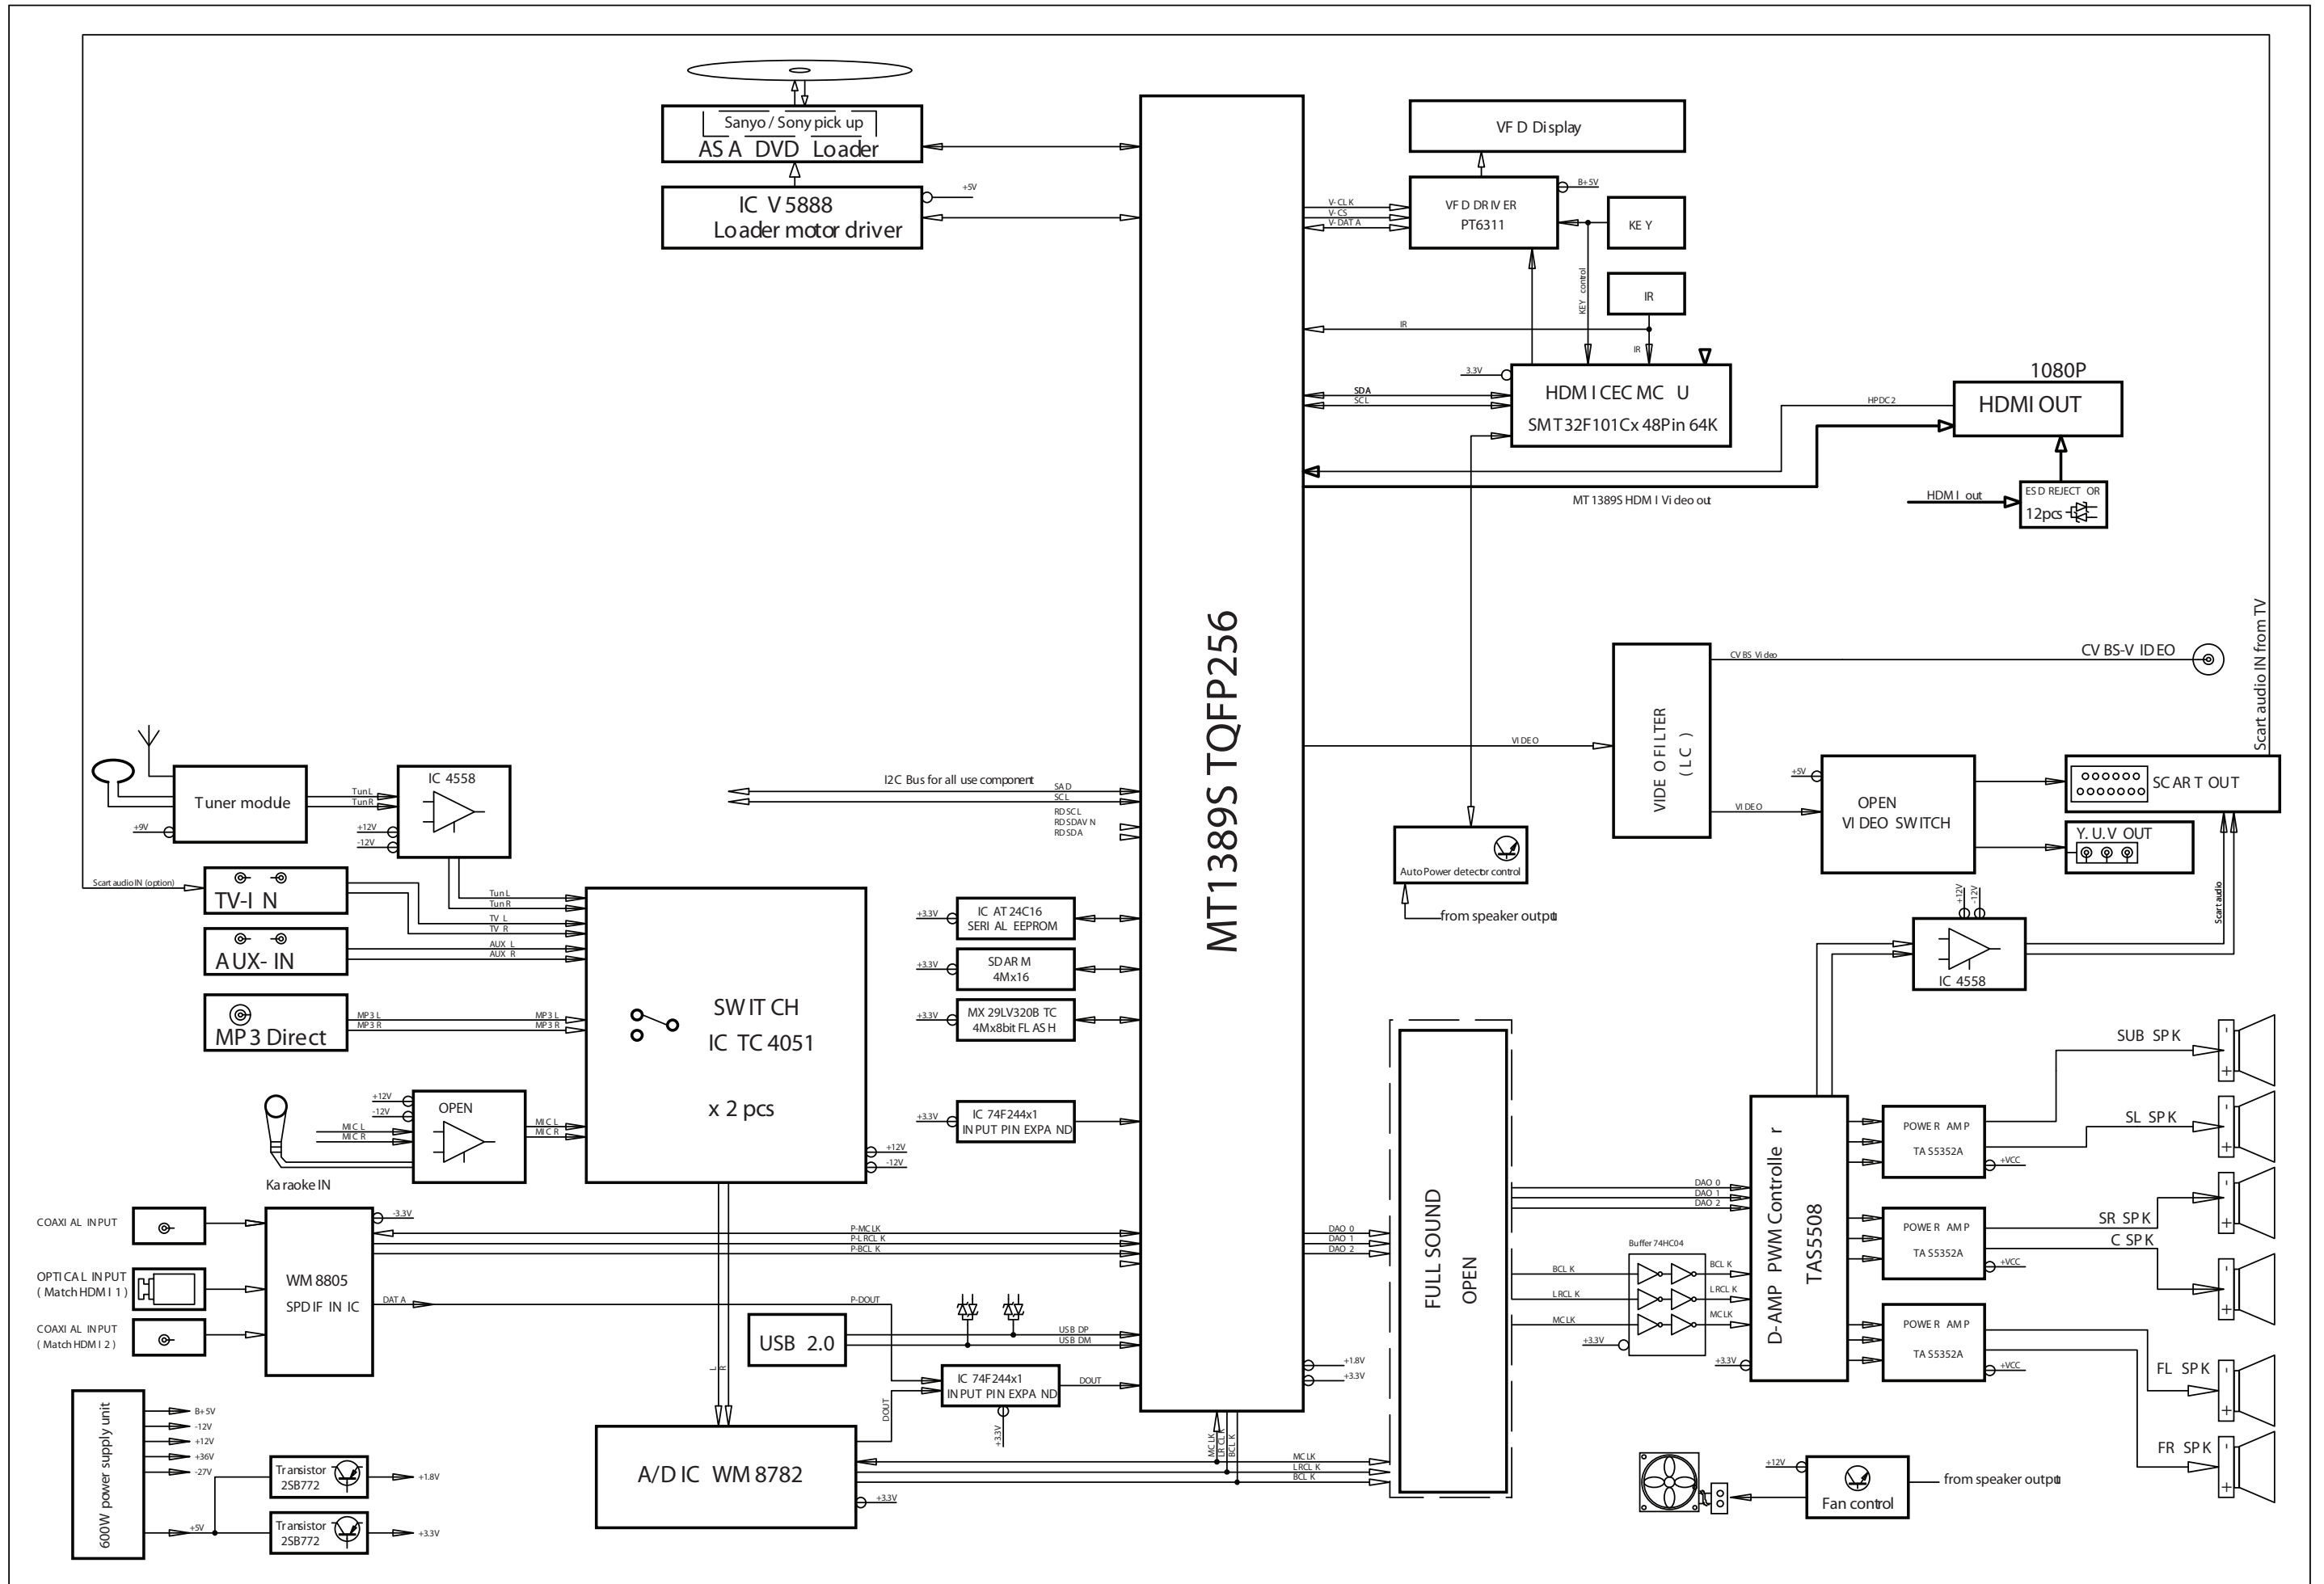 Sanyo / Sony pick up
ASA DVD Loader
IC V5888
Loader motor driver
+5V
MT1389S TQFP256
VFD Display
VFD DRIVER
PT6311
B+5V
V-CLK
V-CS
V-DATA
KEY
KEY control
IR
IR
IR
3.3V
SDA
SCL
HDMI CEC MC U
SMT32F101Cx 48Pin 64K
1080P
HDMI OUT
HPDC2
MT1389S HDMI Video out
HDMI out
ESD REJECT OR
12pcs
Scart audio IN from TV
VIDEO
VIDEO FILTER
( LC )
CVBS Video
CVBS-VIDEO
VIDEO
+5V
OPEN
VIDEO SWITCH
SCART OUT
Y. U.V OUT
Scart audio
+12V
-12V
IC 4558
Auto Power detector control
from speaker output
Tuner module
+9V
TunL
TunR
IC 4558
+12V
-12V
I2C Bus for all use component
SAD
SCL
RDSCL
RDSDAVN
RDSDA
Scart audio IN (option)
TV-IN
AUX-IN
MP3 Direct
TunL
TunR
TV L
TV R
AUX L
AUX R
MP3 L
MP3 R
MP3 L
MP3 R
SWITCH
IC TC4051
x 2 pcs
+12V
-12V
+3.3V
IC AT24C16
SERIAL EEPROM
+3.3V
SDARM
4Mx16
+3.3V
MX29LV320B TC
4Mx8bit FLASH
+3.3V
IC 74F244x1
INPUT PIN EXPAND
+12V
-12V
MIC L
MIC R
OPEN
MIC L
MIC R
Karaoke IN
COAXIAL INPUT
OPTICAL INPUT
( Match HDMI 1 )
COAXIAL INPUT
( Match HDMI 2 )
WM8805
SPDIF IN IC
-3.3V
P-MCLK
P-LRCLK
P-BCLK
DATA
P-DOUT
USB 2.0
USB DP
USB DM
IC 74F244x1
INPUT PIN EXPAND
DOUT
DOUT
+3.3V
L
R
A/D IC WM8782
+3.3V
MCLK
LRCLK
BCLK
MCLK
LRCLK
BCLK
+1.8V
+3.3V
DAO 0
DAO 1
DAO 2
FULL SOUND
OPEN
DAO 0
DAO 1
DAO 2
BCLK
LRCLK
MCLK
Buffer 74HC04
+3.3V
BCLK
LRCLK
MCLK
D-AMP PWM Controller
TAS5508
+3.3V
POWER AMP
TAS5352A
+VCC
POWER AMP
TAS5352A
+VCC
POWER AMP
TAS5352A
+VCC
SUB SPK
- +
SL SPK
- +
SR SPK
- +
C SPK
- +
FL SPK
- +
FR SPK
- +
+12V
Fan control
from speaker output
600W power supply unit
B+5V
-12V
+12V
+36V
-27V
+5V
Transistor
2SB772
+1.8V
Transistor
2SB772
+3.3V